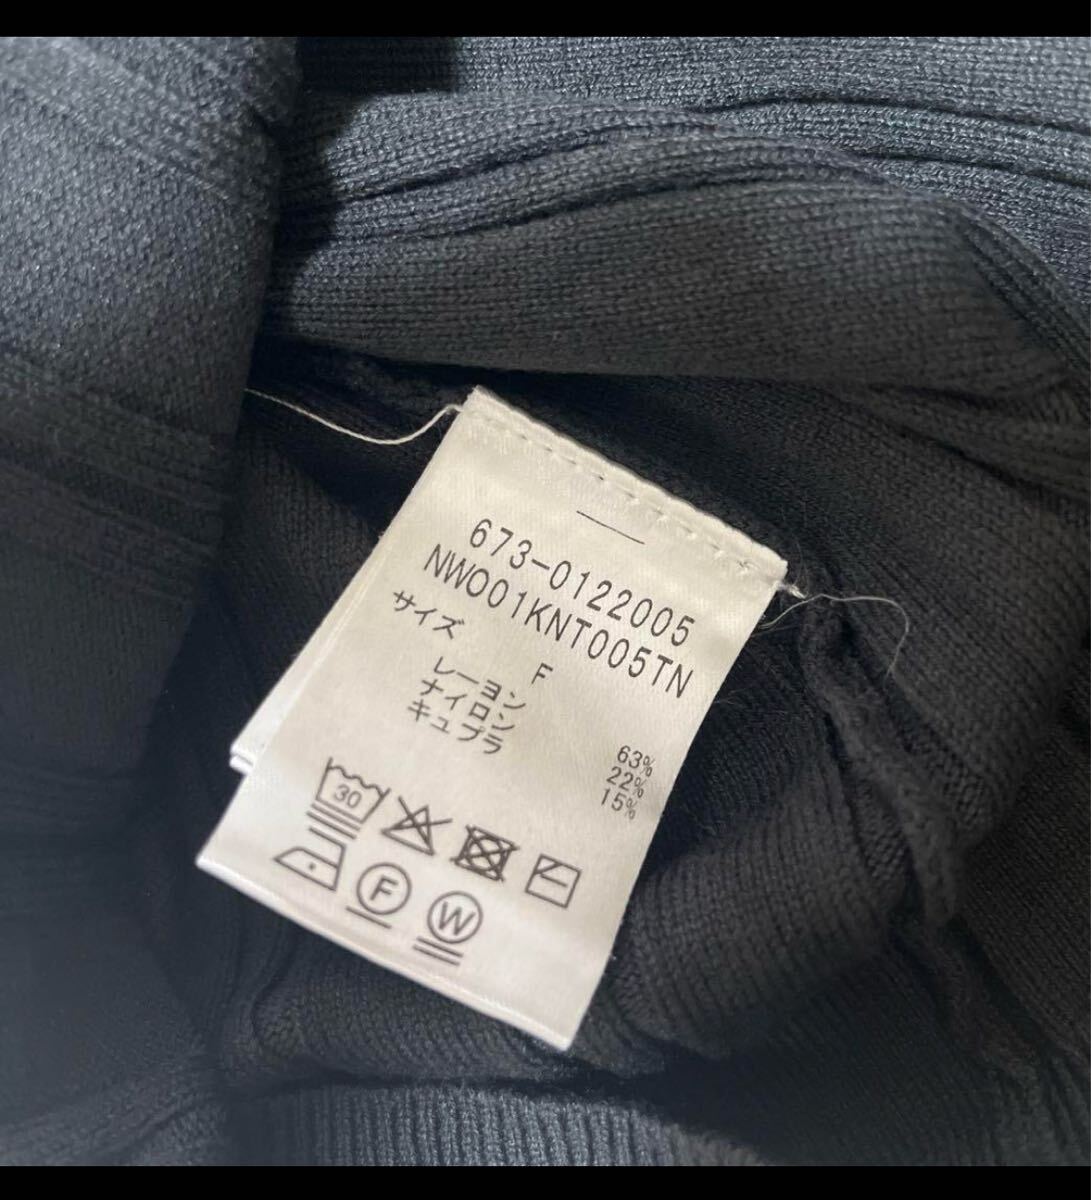 673-0122005
NWO01KNT005TN
サイズ F
レーヨン 63%
ナイロン 22%
キュプラ 15%
30
F
W